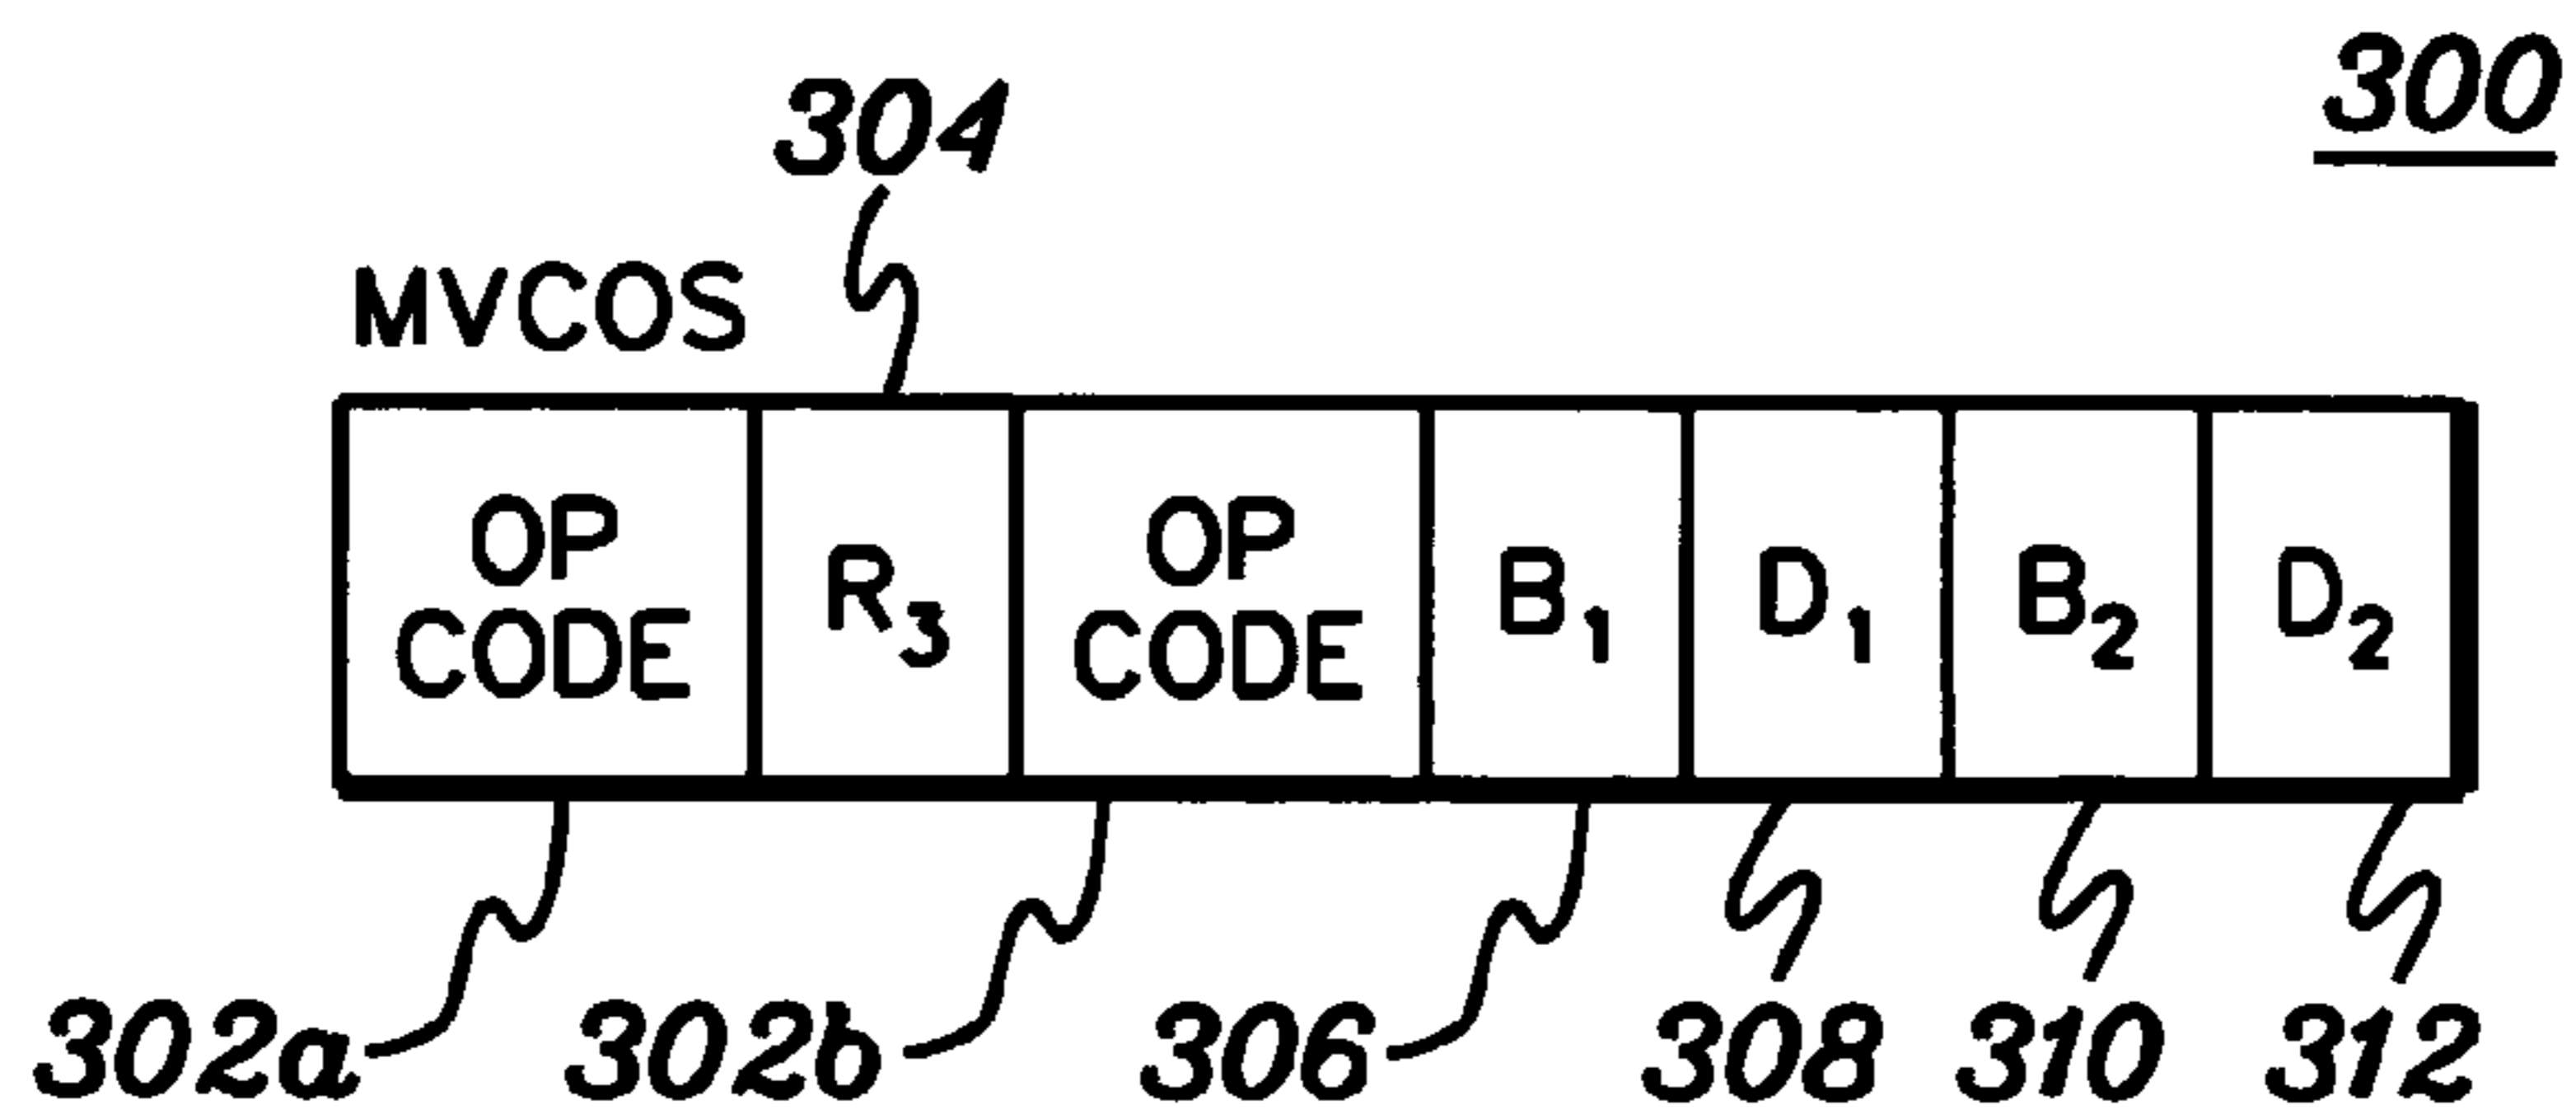 300
304
MVCOS
OP CODE R3 OP CODE B1 D1 B2 D2
302a 302b 306 308 310 312